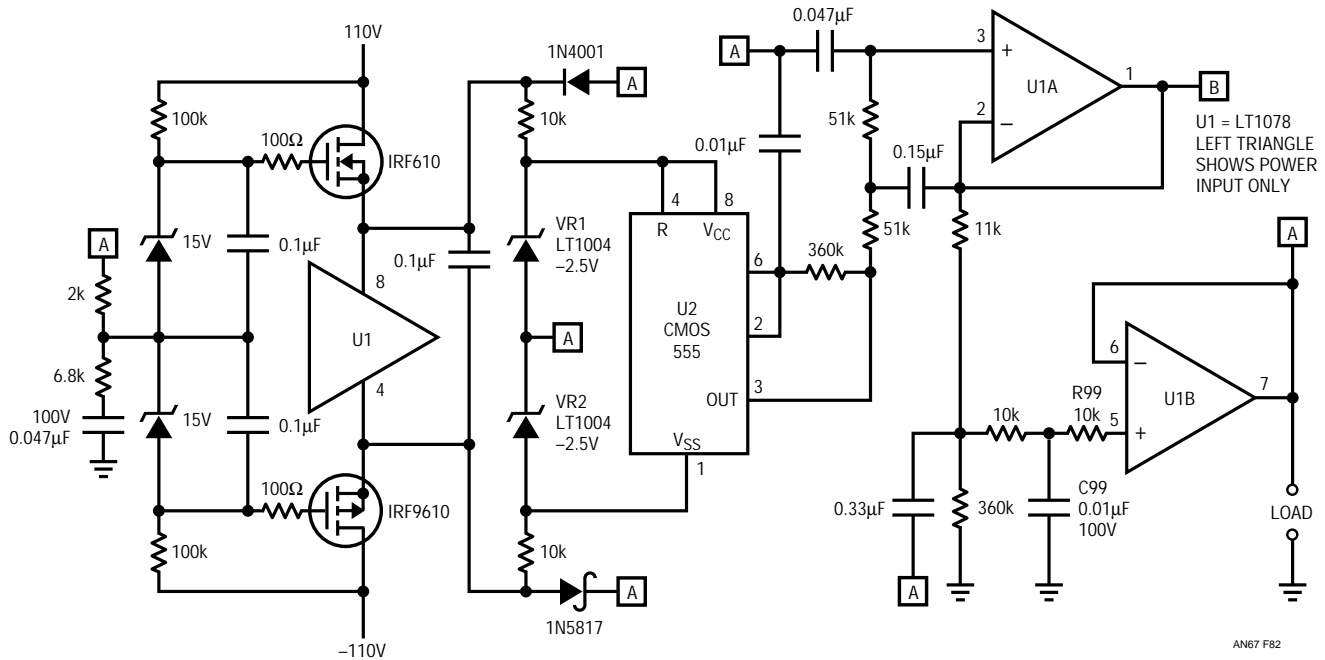 110V
100k
100Ω
IRF610
A
15V
0.1µF
2k
6.8k
100V
0.047µF
15V
0.1µF
100Ω
IRF9610
100k
–110V
8
U1
4
0.1µF
1N4001
A
10k
VR1
LT1004
–2.5V
A
VR2
LT1004
–2.5V
10k
1N5817
A
4
8
R
VCC
U2
CMOS
555
6
2
3
OUT
VSS
1
A
0.047µF
0.01µF
51k
0.15µF
51k
360k
3
+
U1A
2
–
1
B
U1 = LT1078
LEFT TRIANGLE
SHOWS POWER
INPUT ONLY
11k
A
6
–
U1B
7
5
+
R99
10k
10k
0.33µF
360k
C99
0.01µF
100V
A
LOAD
AN67 F82